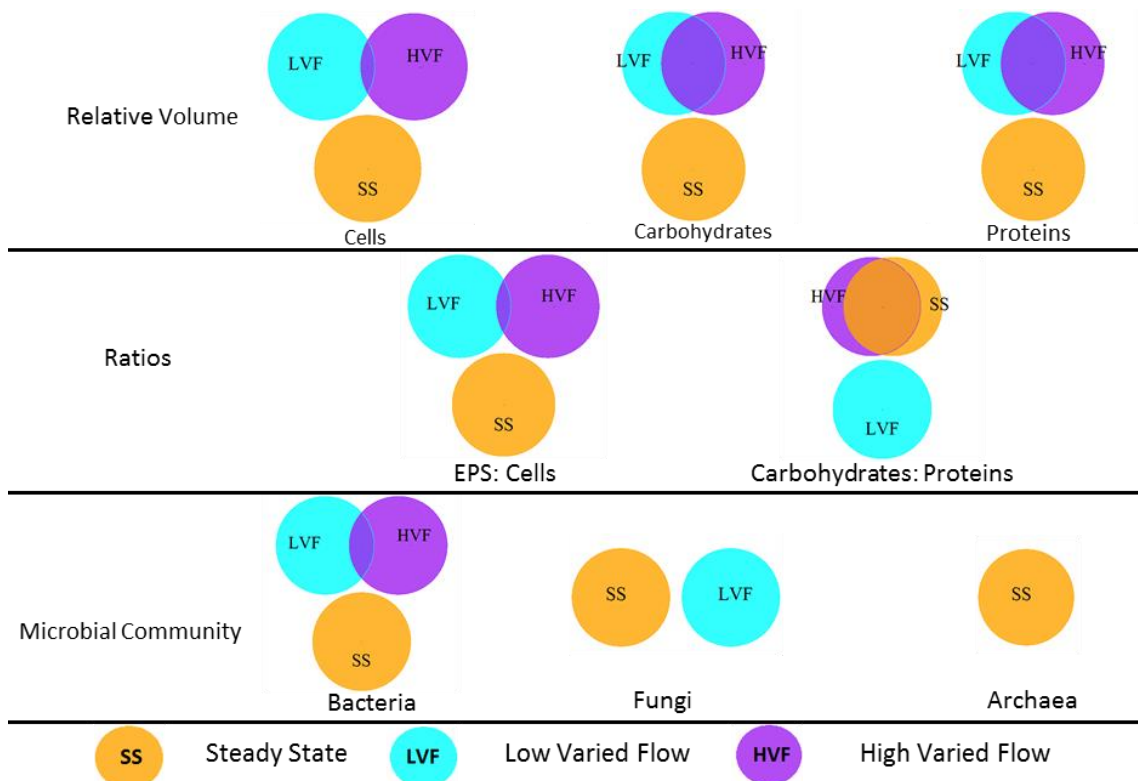 LVF HVF LVF HVF LVF HVF
Relative Volume
SS SS SS
Cells Carbohydrates Proteins
LVF HVF HVF SS
Ratios
SS LVF
EPS: Cells Carbohydrates: Proteins
LVF HVF
SS LVF SS
Microbial Community
SS
Bacteria Fungi Archaea
SS Steady State LVF Low Varied Flow HVF High Varied Flow